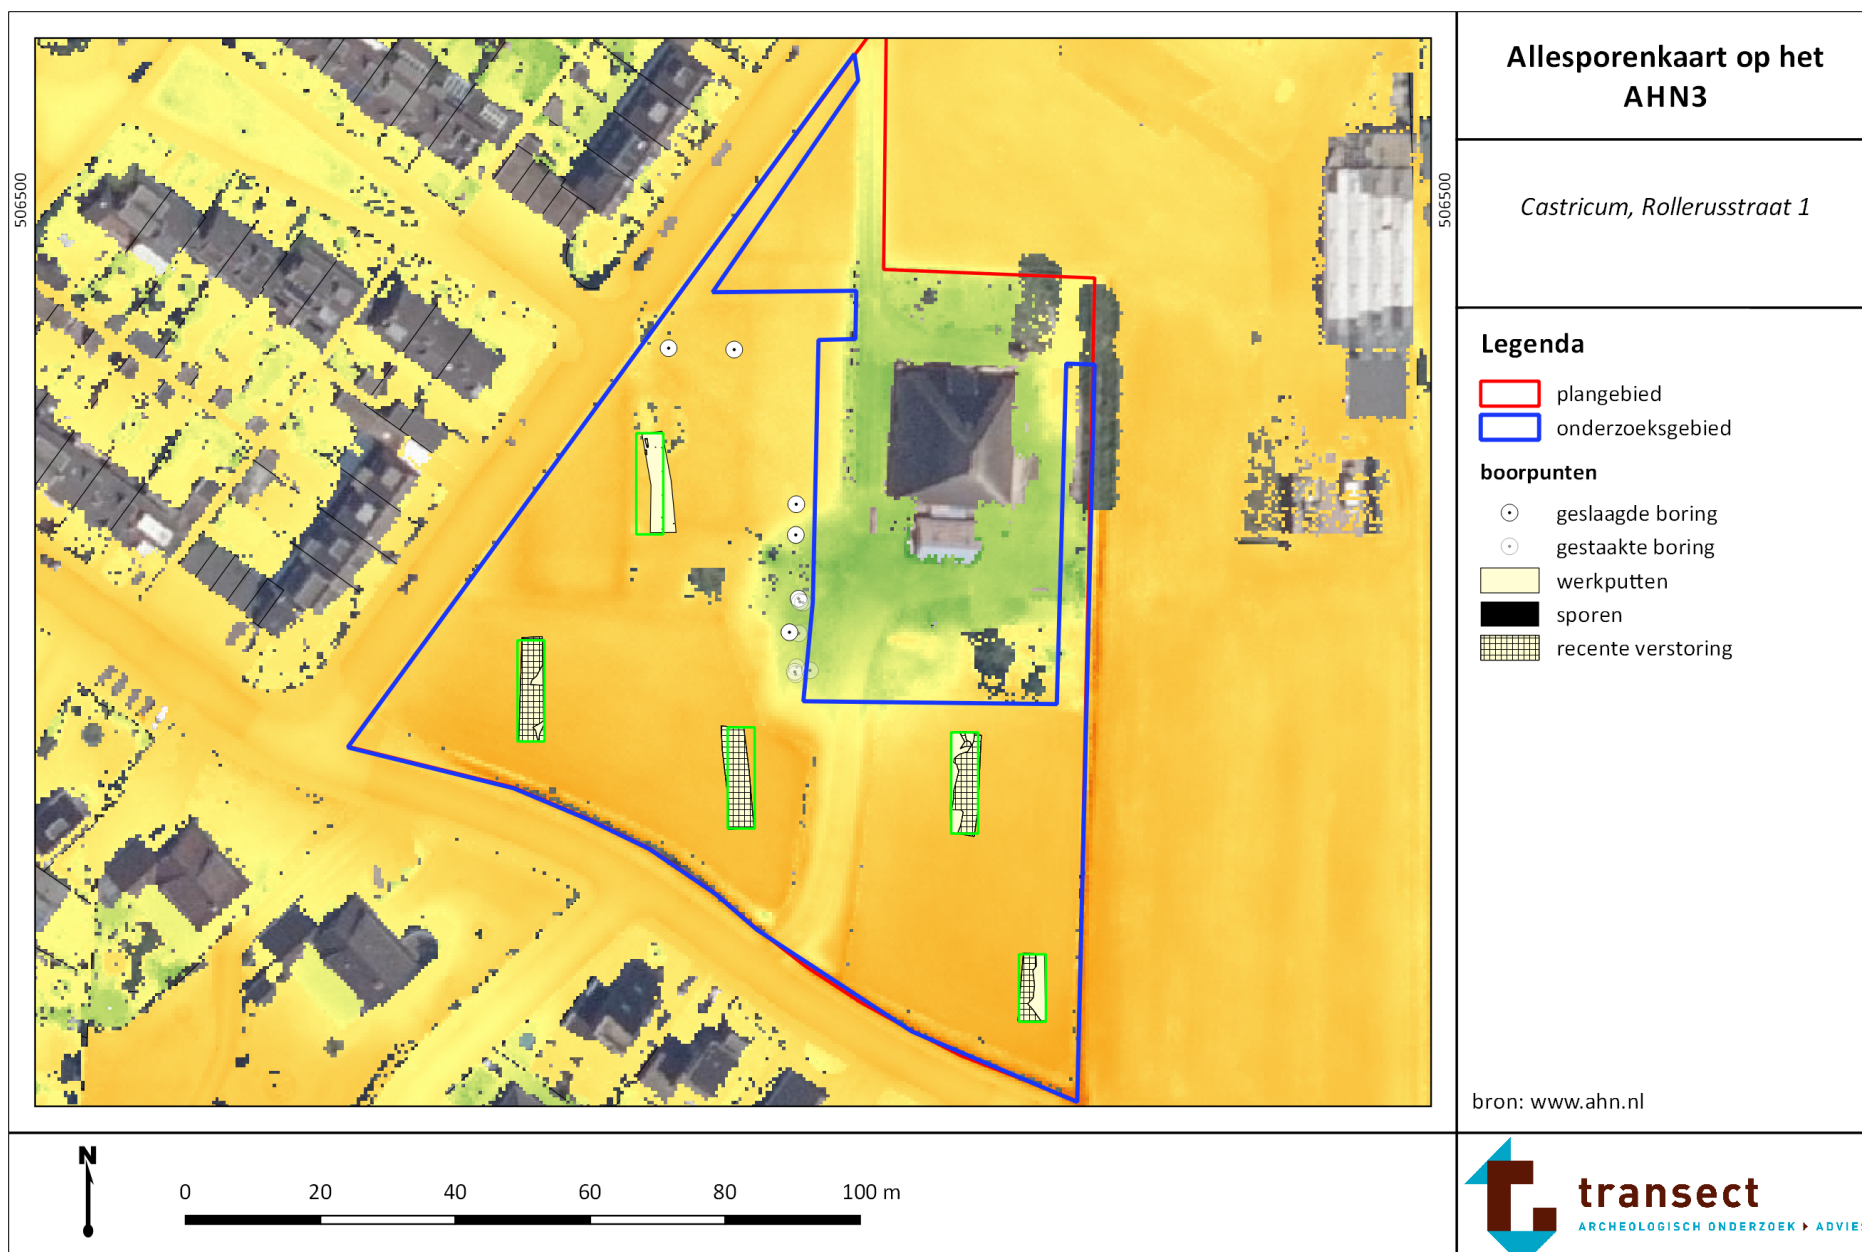 Allesporenkaart op het
AHN3
Castricum, Rollerusstraat 1
506500
506500
Legenda
plangebied
onderzoeksgebied
boorpunten
geslaagde boring
gestaakte boring
werkputten
sporen
recente verstoring
bron: www.ahn.nl
N
0 20 40 60 80 100 m
transect
ARCHEOLOGISCH ONDERZOEK ▸ ADVIES